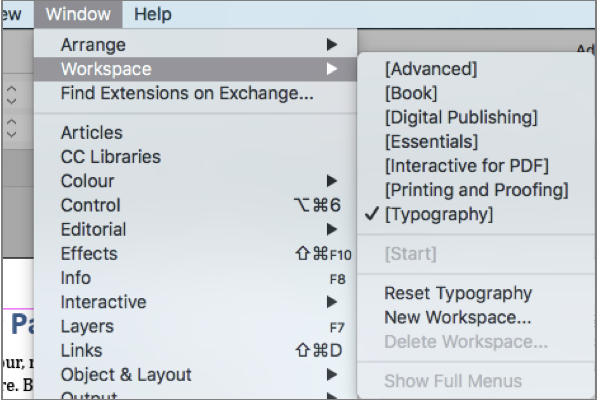 ew Window Help
Arrange
Workspace
Find Extensions on Exchange...
Articles
CC Libraries
Colour
Control ⌥⌘6
Editorial
Effects ⇧⌘F10
Info F8
Interactive
Layers F7
Links ⇧⌘D
Object & Layout
Output
Ad
[Advanced]
[Book]
[Digital Publishing]
[Essentials]
[Interactive for PDF]
[Printing and Proofing]
✓ [Typography]
[Start]
Reset Typography
New Workspace...
Delete Workspace...
Show Full Menus
Pa
our, r
re. B